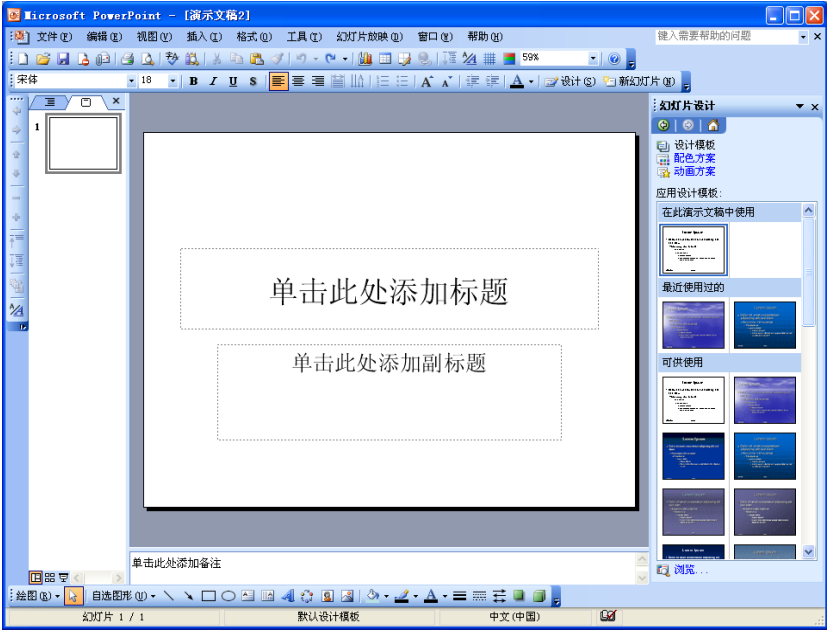 Microsoft PowerPoint - [演示文稿2]
文件(F) 编辑(E) 视图(V) 插入(I) 格式(O) 工具(T) 幻灯片放映(D) 窗口(W) 帮助(H) 键入需要帮助的问题
59%
宋体 18 B I U S A A A 设计(S) 新幻灯片(N)
幻灯片设计
1
设计模板
配色方案
动画方案
应用设计模板:
在此演示文稿中使用
最近使用过的
可供使用
单击此处添加标题
单击此处添加副标题
单击此处添加备注
浏览...
绘图(R) 自选图形(U) A
幻灯片 1 / 1 默认设计模板 中文(中国)